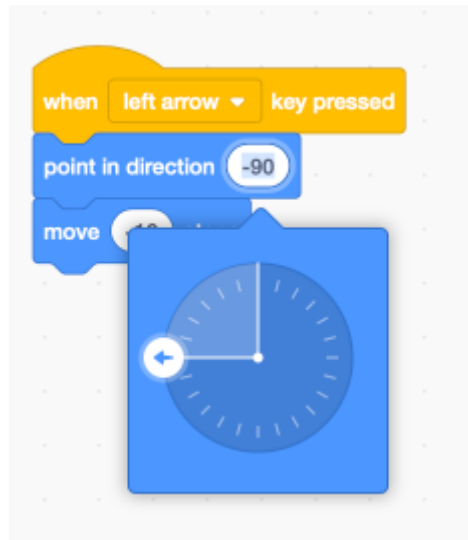 when left arrow key pressed
point in direction -90
move